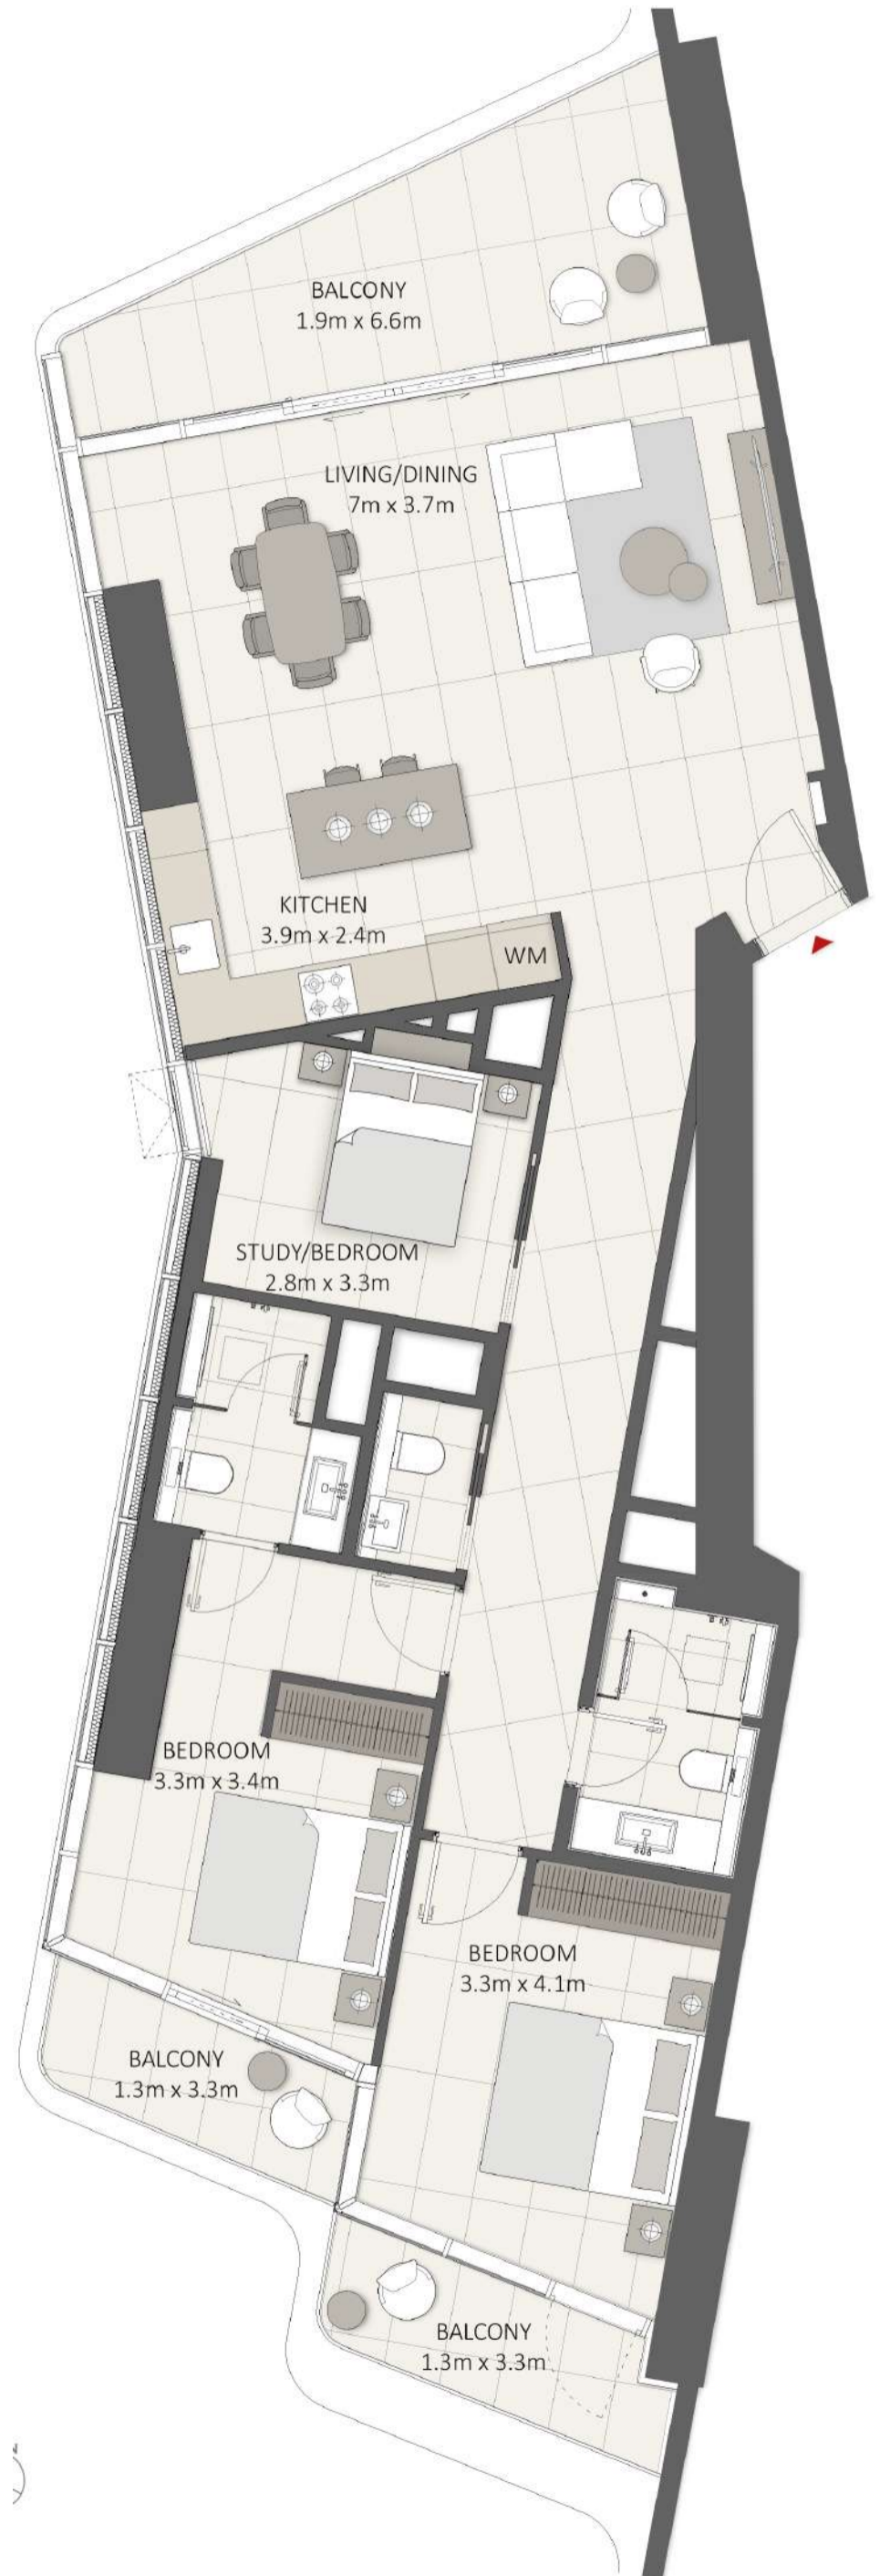 BALCONY
1.9m x 6.6m
LIVING/DINING
7m x 3.7m
KITCHEN
3.9m x 2.4m
WM
STUDY/BEDROOM
2.8m x 3.3m
BEDROOM
3.3m x 3.4m
BEDROOM
3.3m x 4.1m
BALCONY
1.3m x 3.3m
BALCONY
1.3m x 3.3m